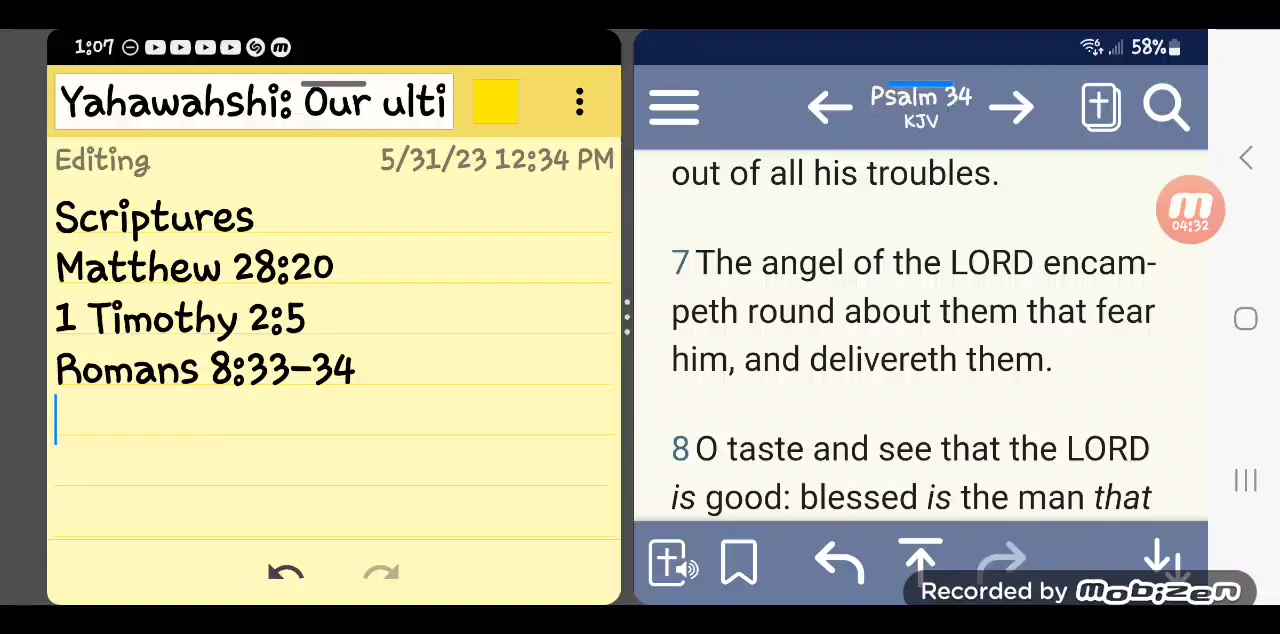 1:07
58%
Yahawahshi: Our ulti
Editing 5/31/23 12:34 PM
Scriptures
Matthew 28:20
1 Timothy 2:5
Romans 8:33-34
Psalm 34
KJV
out of all his troubles.
7 The angel of the LORD encam-
peth round about them that fear
him, and delivereth them.
8 O taste and see that the LORD
is good: blessed is the man that
04:32
Recorded by mobizen